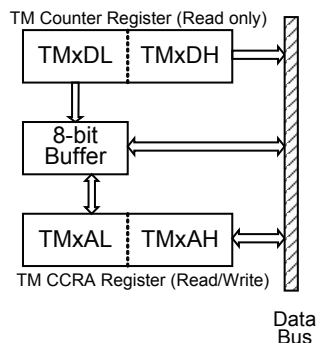 TM Counter Register (Read only)
TMxDL TMxDH
8-bit
Buffer
TMxAL TMxAH
TM CCRA Register (Read/Write)
Data
Bus